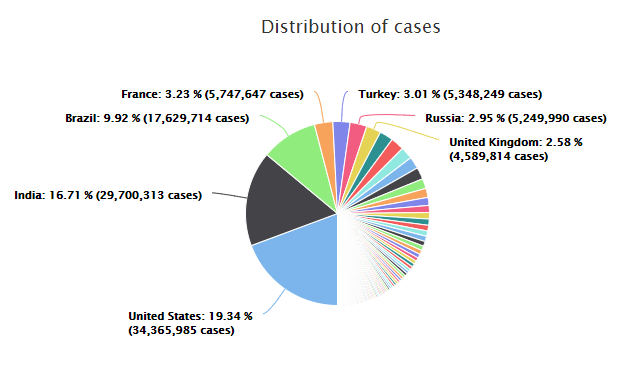 Distribution of cases
France: 3.23 % (5,747,647 cases)
Turkey: 3.01 % (5,348,249 cases)
Brazil: 9.92 % (17,629,714 cases)
Russia: 2.95 % (5,249,990 cases)
United Kingdom: 2.58 %
(4,589,814 cases)
India: 16.71 % (29,700,313 cases)
United States: 19.34 %
(34,365,985 cases)